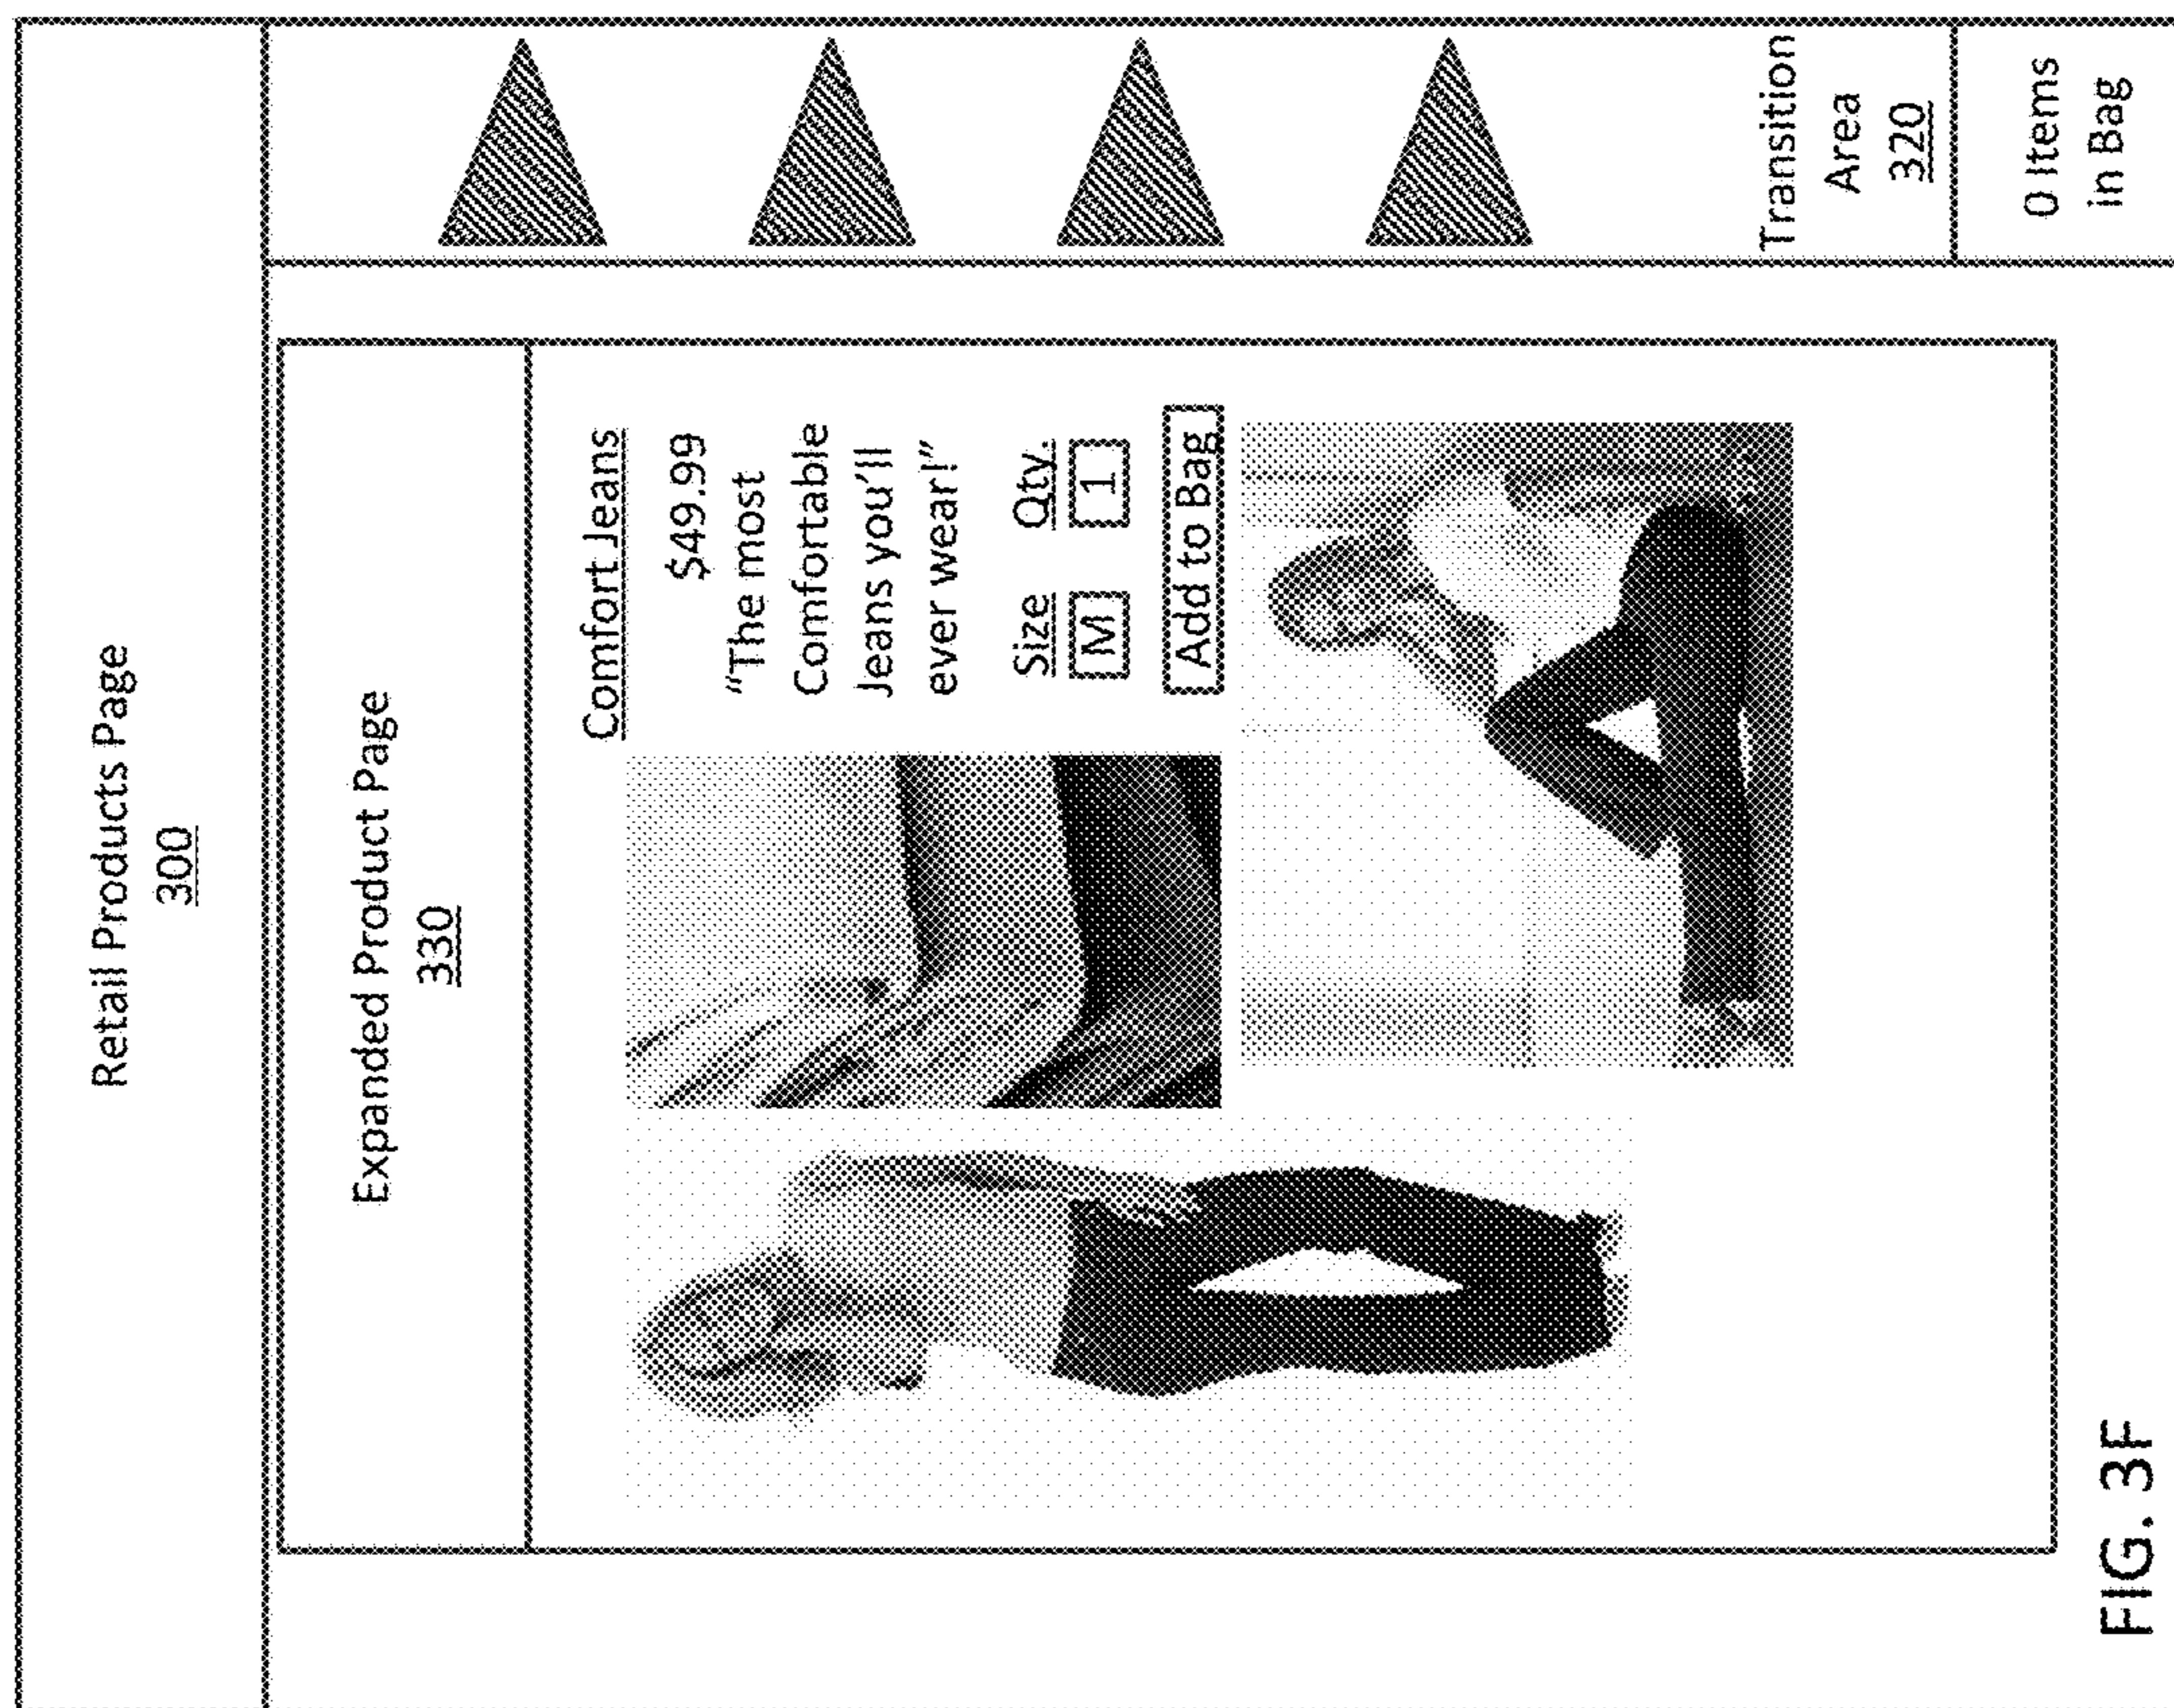 Retail Products Page
300
Expanded Product Page
330
Comfort Jeans
$49.99
"The most
Comfortable
Jeans you'll
ever wear!"
Size Qty.
M 1
Add to Bag
Transition
Area
320
0 Items
in Bag
FIG. 3F